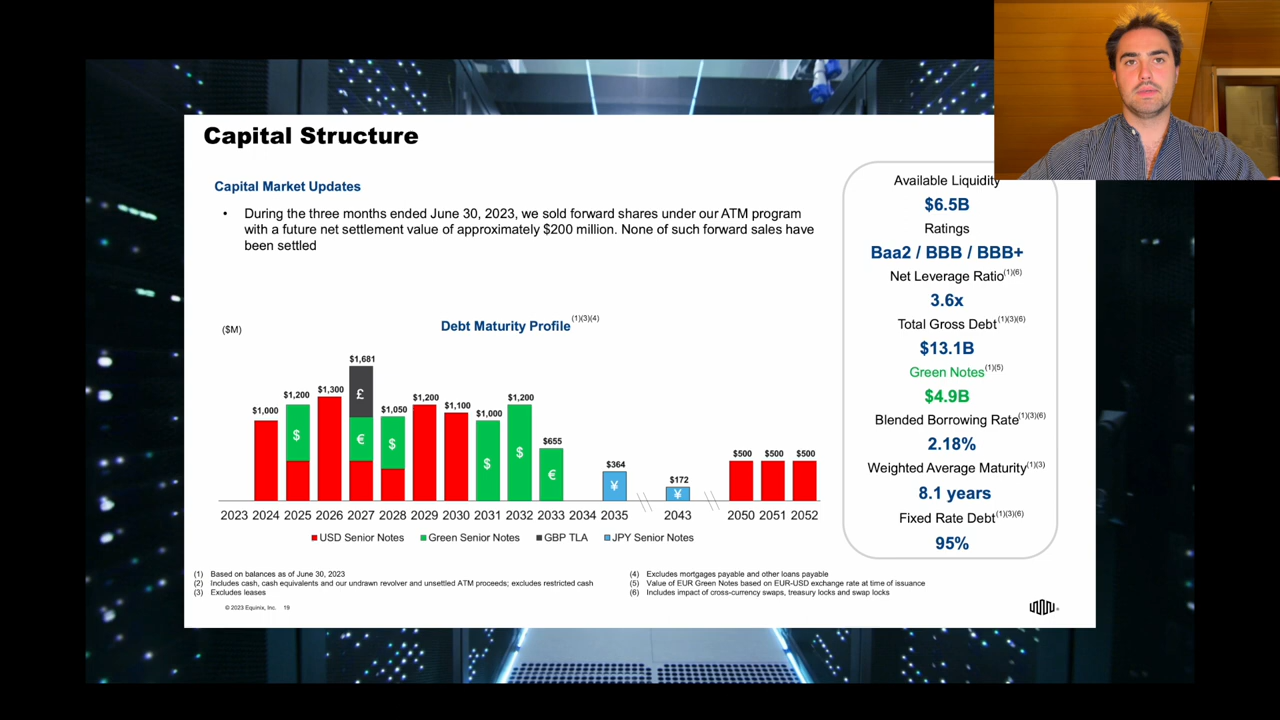 Capital Structure
Capital Market Updates
• During the three months ended June 30, 2023, we sold forward shares under our ATM program
with a future net settlement value of approximately $200 million. None of such forward sales have
been settled
($M)
Debt Maturity Profile(1)(3)(4)
$1,000
$1,200
$1,300
$1,681
$1,050
$1,200
$1,100
$1,000
$1,200
$655
$364
$172
$500
$500
$500
$
£
€
$
$
$
€
¥
¥
2023 2024 2025 2026 2027 2028 2029 2030 2031 2032 2033 2034 2035 2043 2050 2051 2052
USD Senior Notes Green Senior Notes GBP TLA JPY Senior Notes
Available Liquidity
$6.5B
Ratings
Baa2 / BBB / BBB+
Net Leverage Ratio(1)(6)
3.6x
Total Gross Debt(1)(3)(6)
$13.1B
Green Notes(1)(5)
$4.9B
Blended Borrowing Rate(1)(3)(6)
2.18%
Weighted Average Maturity(1)(3)
8.1 years
Fixed Rate Debt(1)(3)(6)
95%
(1) Based on balances as of June 30, 2023
(2) Includes cash, cash equivalents and our undrawn revolver and unsettled ATM proceeds; excludes restricted cash
(3) Excludes leases
(4) Excludes mortgages payable and other loans payable
(5) Value of EUR Green Notes based on EUR-USD exchange rate at time of issuance
(6) Includes impact of cross-currency swaps, treasury locks and swap locks
© 2023 Equinix, Inc. 19